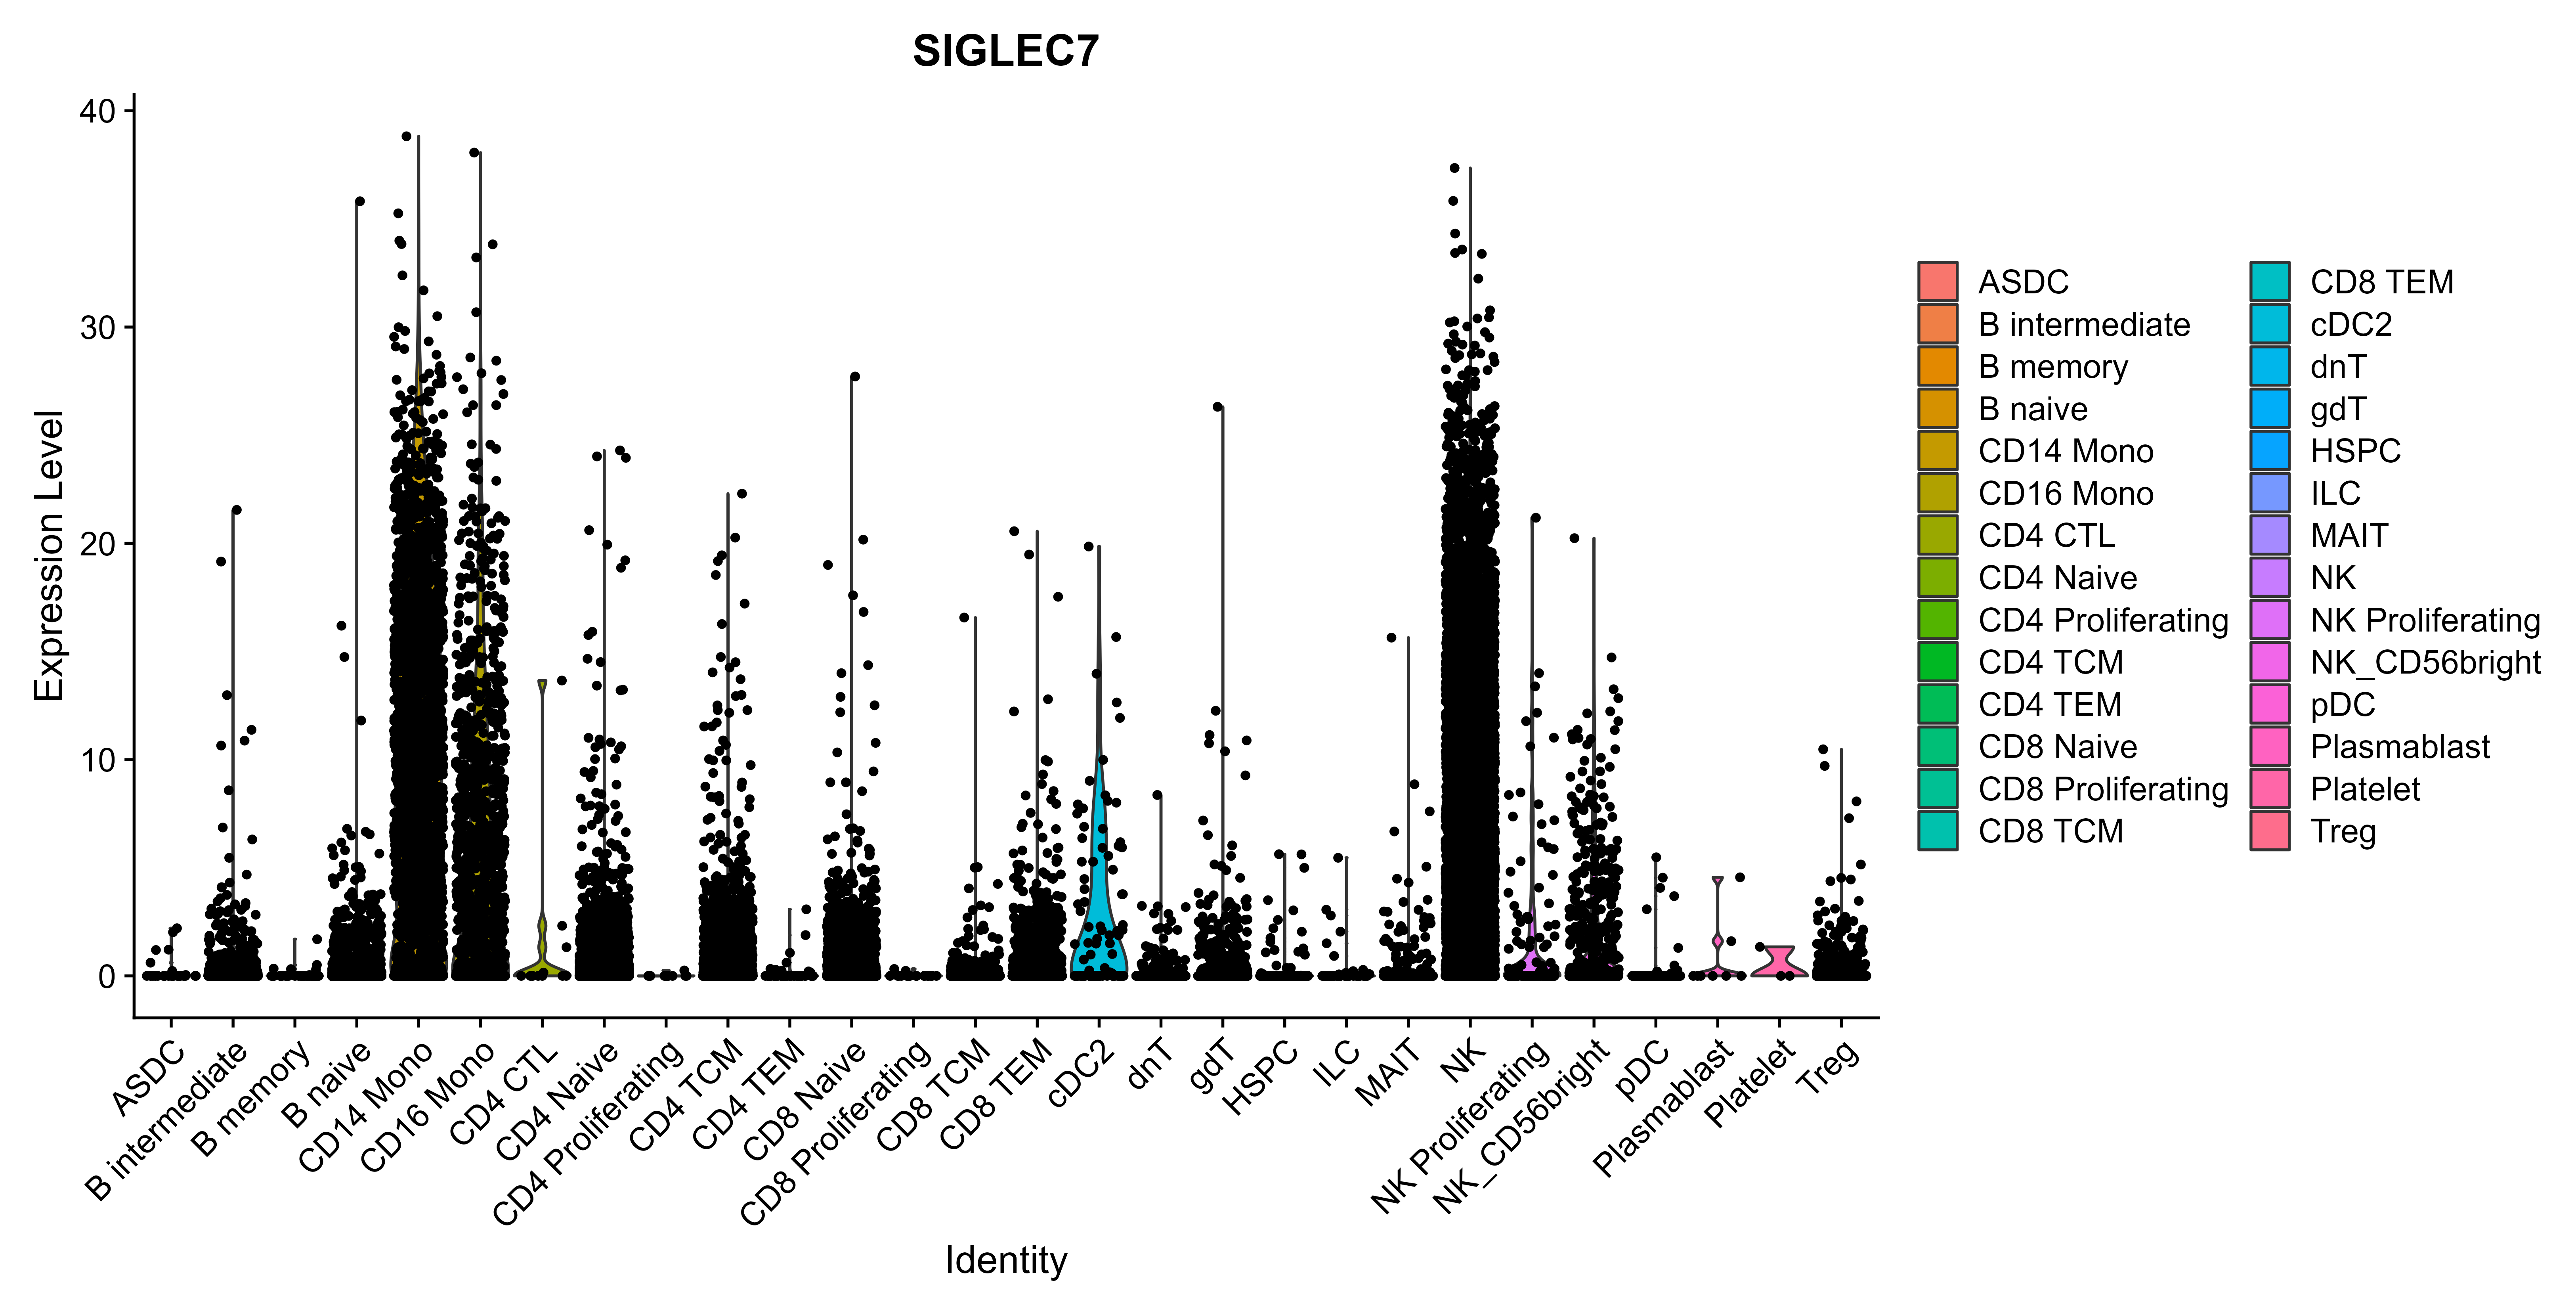 SIGLEC7
Expression Level
40
30
20
10
0
ASDC
B intermediate
B memory
B naive
CD14 Mono
CD16 Mono
CD4 CTL
CD4 Naive
CD4 Proliferating
CD4 TCM
CD4 TEM
CD8 Naive
CD8 Proliferating
CD8 TCM
CD8 TEM
cDC2
dnT
gdT
HSPC
ILC
MAIT
NK
NK Proliferating
NK_CD56bright
pDC
Plasmablast
Platelet
Treg
Identity
ASDC
B intermediate
B memory
B naive
CD14 Mono
CD16 Mono
CD4 CTL
CD4 Naive
CD4 Proliferating
CD4 TCM
CD4 TEM
CD8 Naive
CD8 Proliferating
CD8 TCM
CD8 TEM
cDC2
dnT
gdT
HSPC
ILC
MAIT
NK
NK Proliferating
NK_CD56bright
pDC
Plasmablast
Platelet
Treg